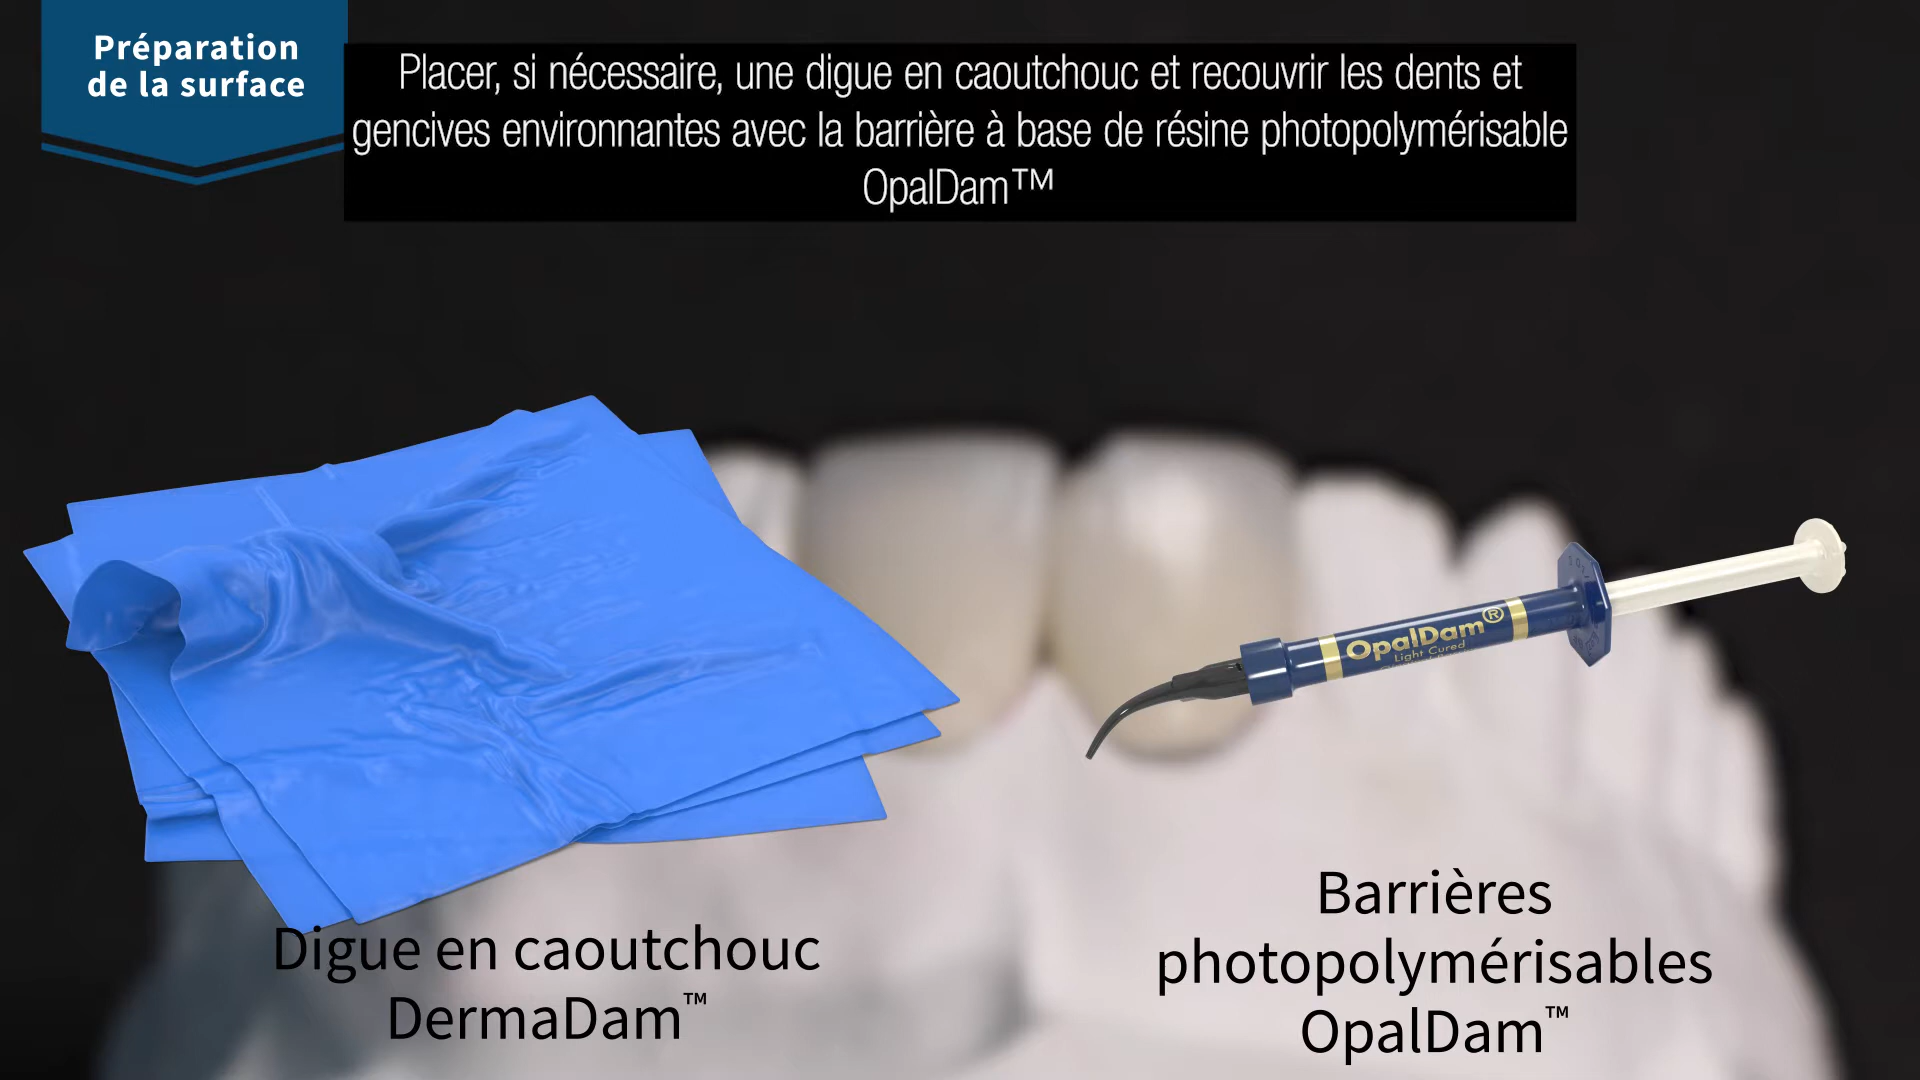 Préparation
de la surface
Placer, si nécessaire, une digue en caoutchouc et recouvrir les dents et
gencives environnantes avec la barrière à base de résine photopolymérisable
OpalDam™
OpalDam®
Light Cured
Digue en caoutchouc
DermaDam™
Barrières
photopolymérisables
OpalDam™